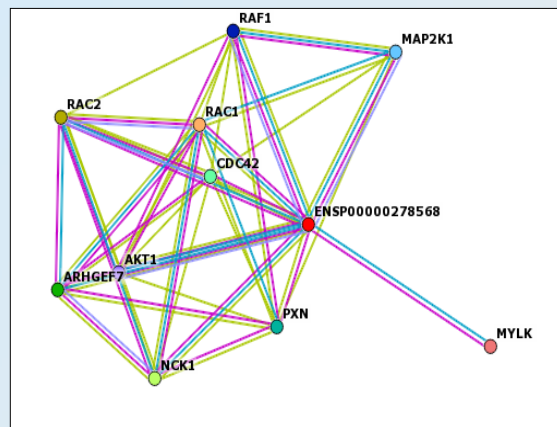 RAF1
MAP2K1
RAC2
RAC1
CDC42
ENSP00000278568
AKT1
ARHGEF7
PXN
MYLK
NCK1